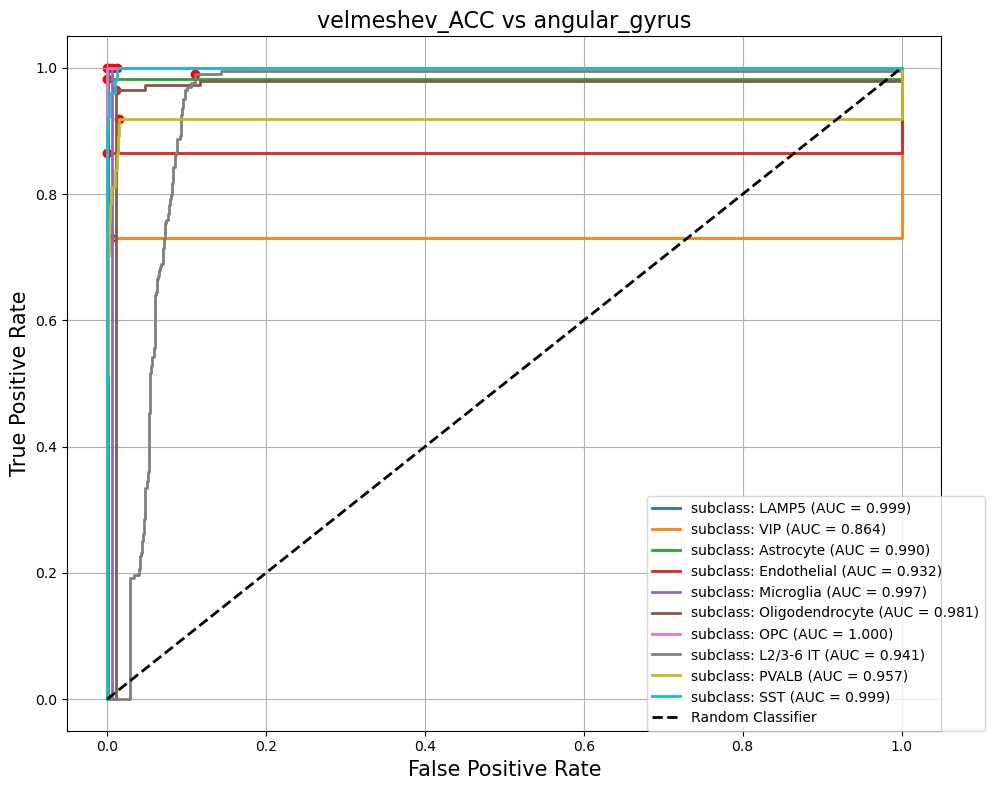 velmeshev_ACC vs angular_gyrus
True Positive Rate
1.0
0.8
0.6
0.4
0.2
0.0
subclass: LAMP5 (AUC = 0.999)
subclass: VIP (AUC = 0.864)
subclass: Astrocyte (AUC = 0.990)
subclass: Endothelial (AUC = 0.932)
subclass: Microglia (AUC = 0.997)
subclass: Oligodendrocyte (AUC = 0.981)
subclass: OPC (AUC = 1.000)
subclass: L2/3-6 IT (AUC = 0.941)
subclass: PVALB (AUC = 0.957)
subclass: SST (AUC = 0.999)
Random Classifier
0.0 0.2 0.4 0.6 0.8 1.0
False Positive Rate